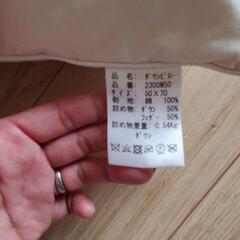 品名: ダウンピロー
品番: 2300W50
サイズ: 50 X 70
側地: 綿 100%
詰め物: ダウン 50%
フェザー 50%
詰め物重量: 0.54Kg
ダウン